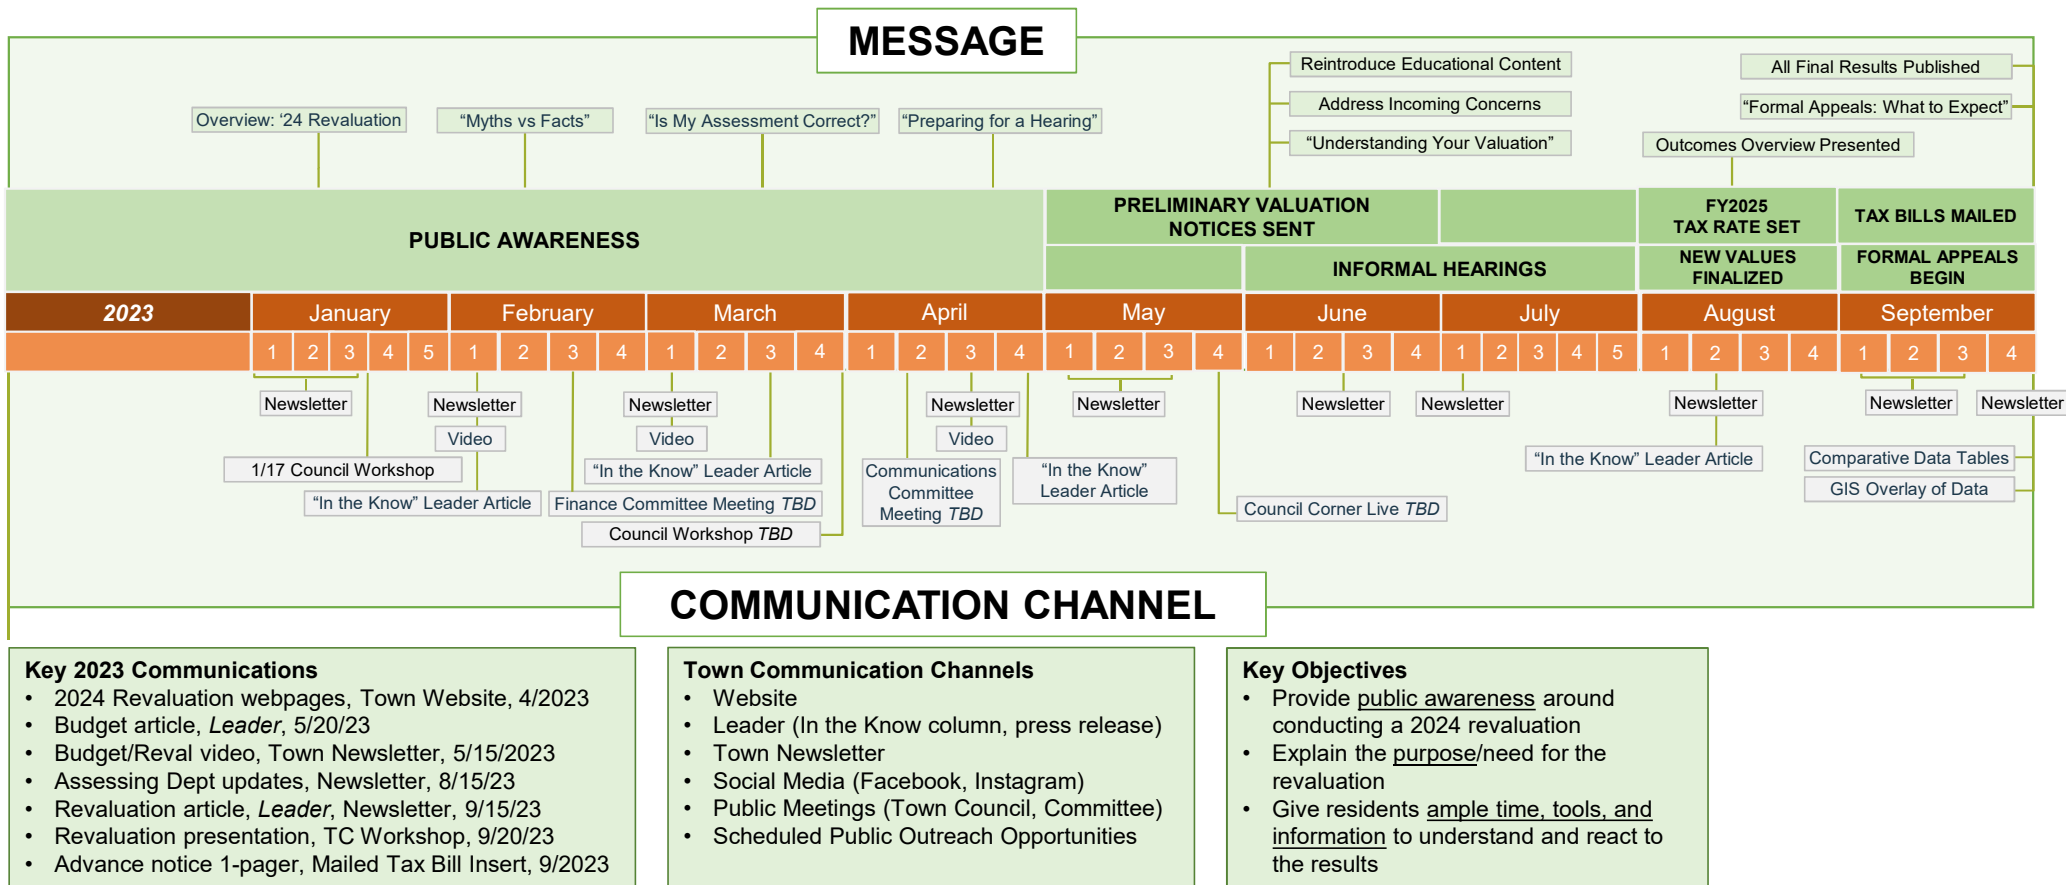 MESSAGE
Reintroduce Educational Content
All Final Results Published
Address Incoming Concerns
“Formal Appeals: What to Expect”
Overview: ‘24 Revaluation
“Myths vs Facts”
“Is My Assessment Correct?”
“Preparing for a Hearing”
“Understanding Your Valuation”
Outcomes Overview Presented
PUBLIC AWARENESS
PRELIMINARY VALUATION
NOTICES SENT
FY2025
TAX RATE SET
TAX BILLS MAILED
INFORMAL HEARINGS
NEW VALUES
FINALIZED
FORMAL APPEALS
BEGIN
2023 January February March April May June July August September
1 2 3 4 5 1 2 3 4 1 2 3 4 1 2 3 4 1 2 3 4 1 2 3 4 1 2 3 4 5 1 2 3 4 1 2 3 4
Newsletter Newsletter Newsletter Newsletter Newsletter Newsletter Newsletter Newsletter Newsletter Newsletter
Video Video Video
1/17 Council Workshop
“In the Know” Leader Article
“In the Know” Leader Article
Finance Committee Meeting TBD
Council Workshop TBD
Communications
Committee
Meeting TBD
“In the Know”
Leader Article
Council Corner Live TBD
“In the Know” Leader Article
Comparative Data Tables
GIS Overlay of Data
COMMUNICATION CHANNEL
Key 2023 Communications
• 2024 Revaluation webpages, Town Website, 4/2023
• Budget article, Leader, 5/20/23
• Budget/Reval video, Town Newsletter, 5/15/2023
• Assessing Dept updates, Newsletter, 8/15/23
• Revaluation article, Leader, Newsletter, 9/15/23
• Revaluation presentation, TC Workshop, 9/20/23
• Advance notice 1-pager, Mailed Tax Bill Insert, 9/2023
Town Communication Channels
• Website
• Leader (In the Know column, press release)
• Town Newsletter
• Social Media (Facebook, Instagram)
• Public Meetings (Town Council, Committee)
• Scheduled Public Outreach Opportunities
Key Objectives
• Provide public awareness around
conducting a 2024 revaluation
• Explain the purpose/need for the
revaluation
• Give residents ample time, tools, and
information to understand and react to
the results